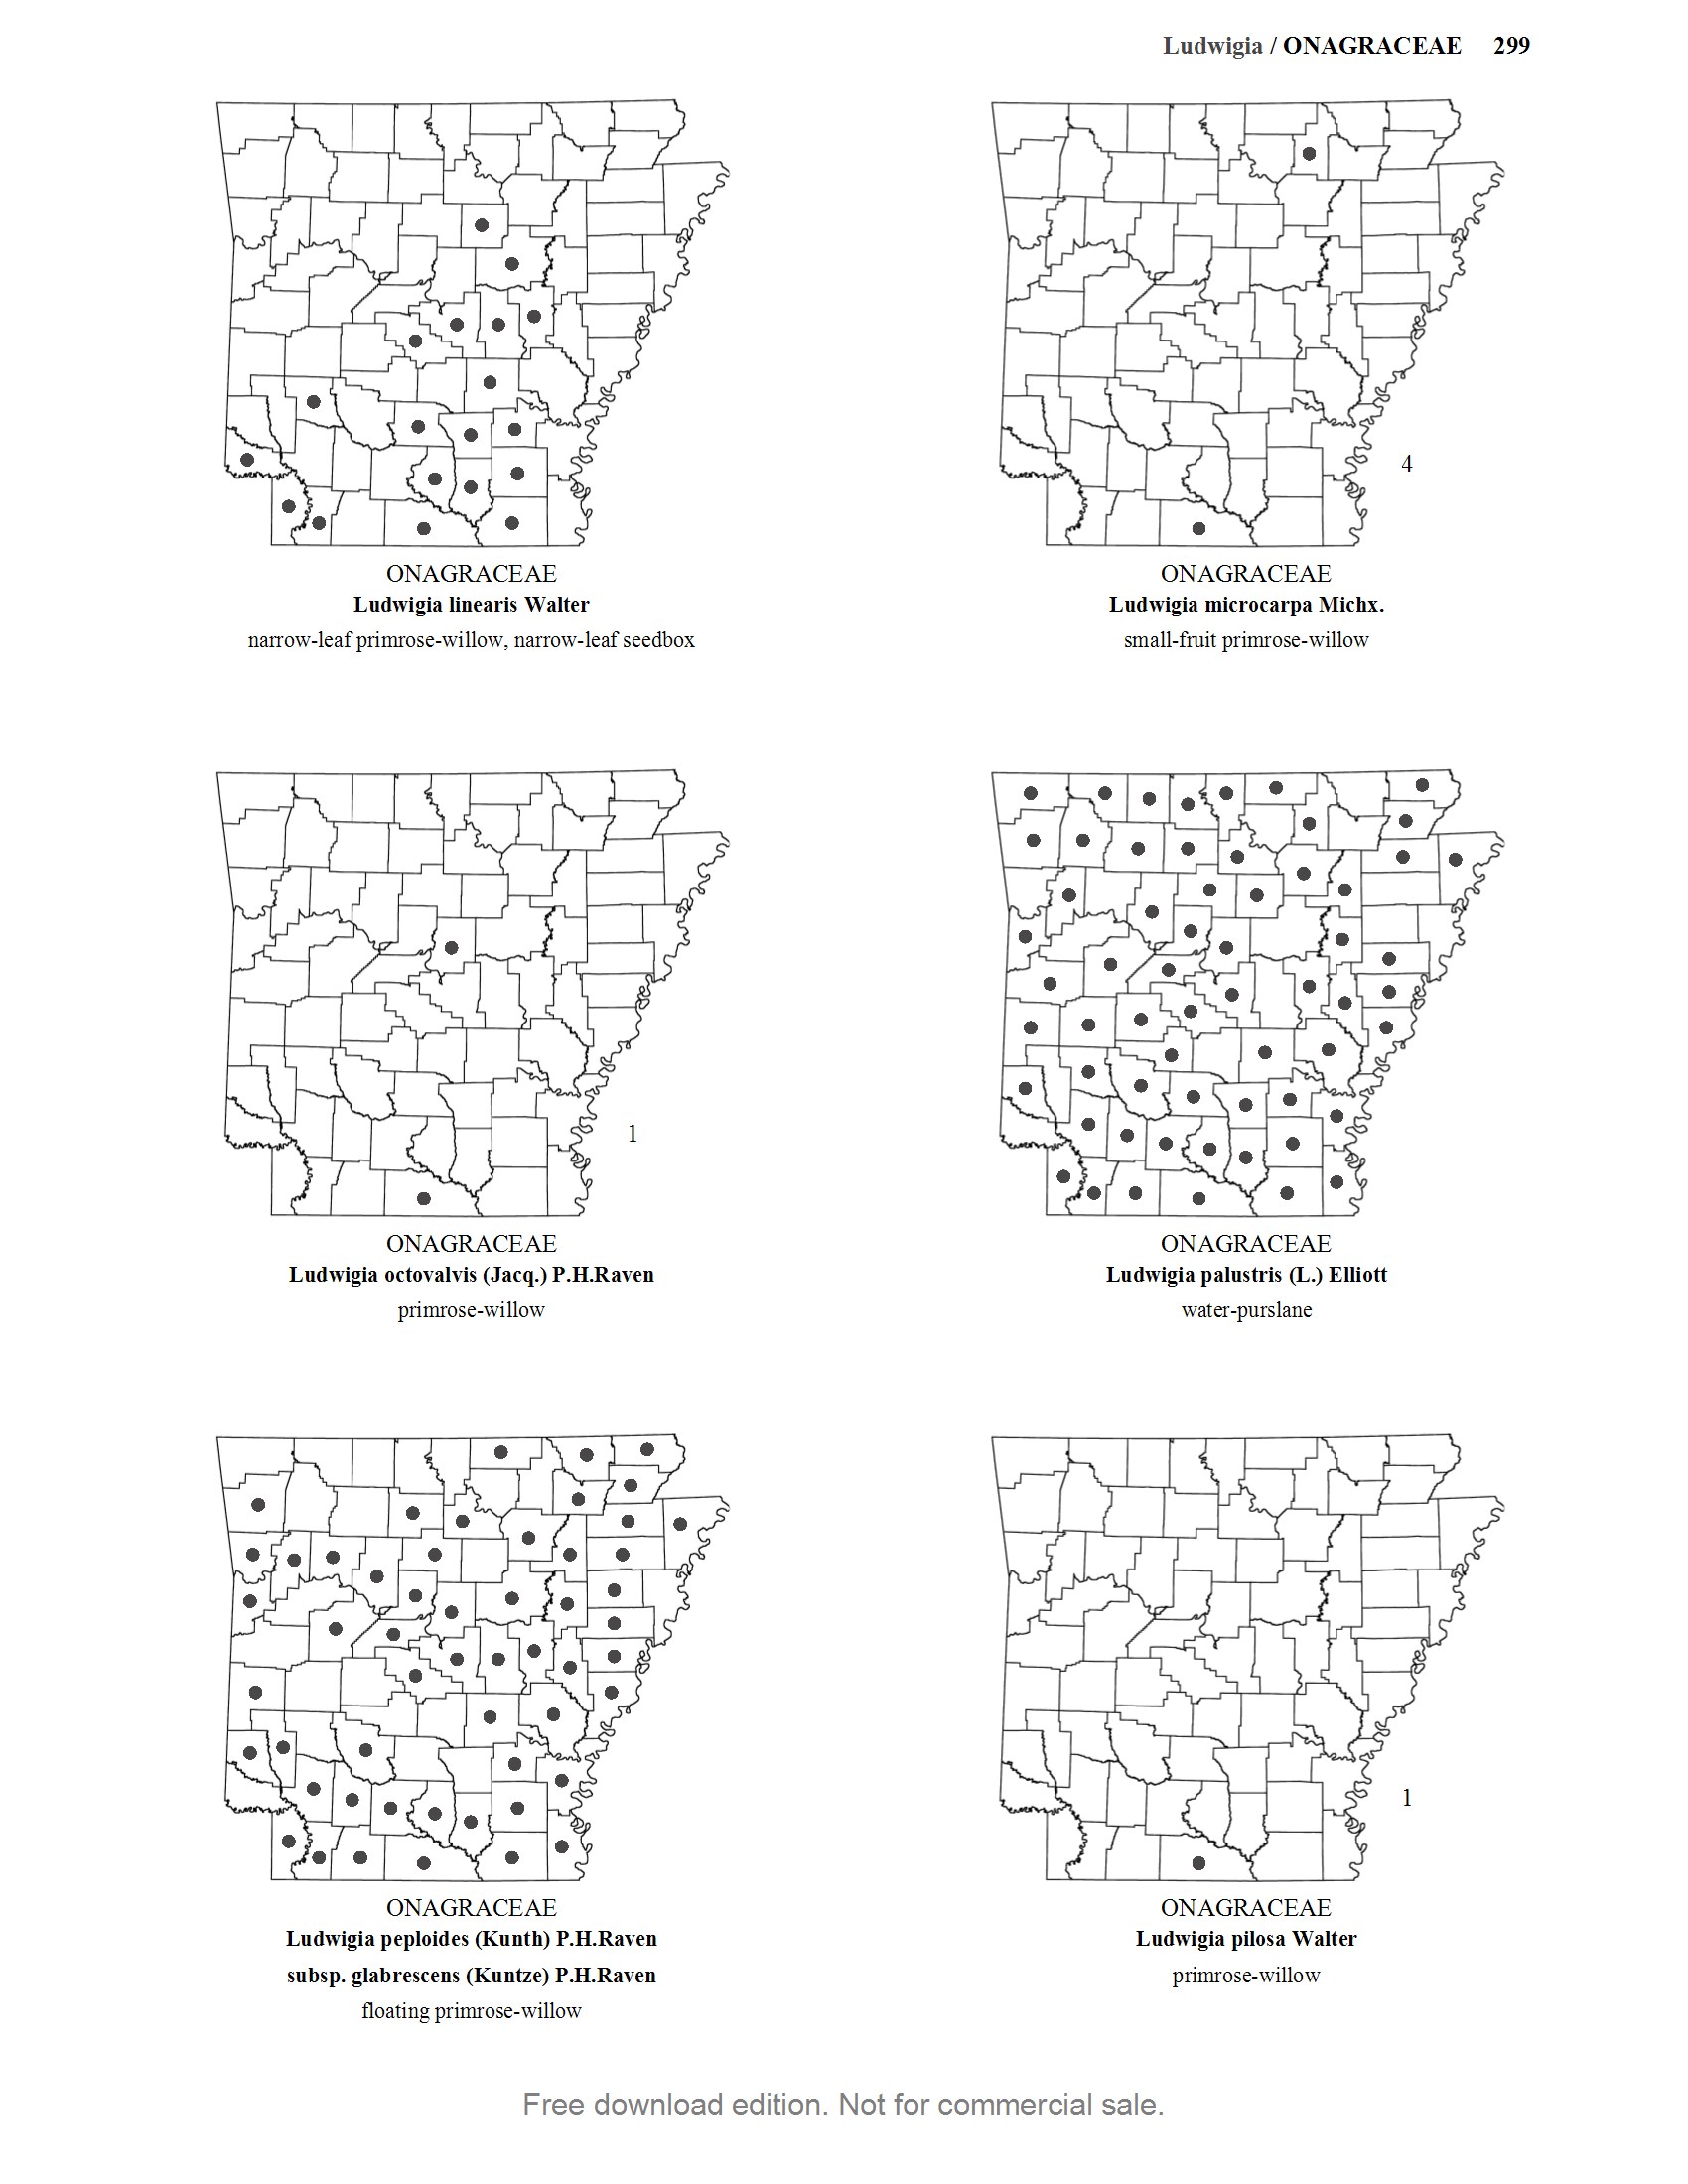 Ludwigia / ONAGRACEAE 299
4
ONAGRACEAE
Ludwigia linearis Walter
narrow-leaf primrose-willow, narrow-leaf seedbox
ONAGRACEAE
Ludwigia microcarpa Michx.
small-fruit primrose-willow
1
ONAGRACEAE
Ludwigia octovalvis (Jacq.) P.H.Raven
primrose-willow
ONAGRACEAE
Ludwigia palustris (L.) Elliott
water-purslane
ONAGRACEAE
Ludwigia peploides (Kunth) P.H.Raven
subsp. glabrescens (Kuntze) P.H.Raven
floating primrose-willow
1
ONAGRACEAE
Ludwigia pilosa Walter
primrose-willow
Free download edition. Not for commercial sale.